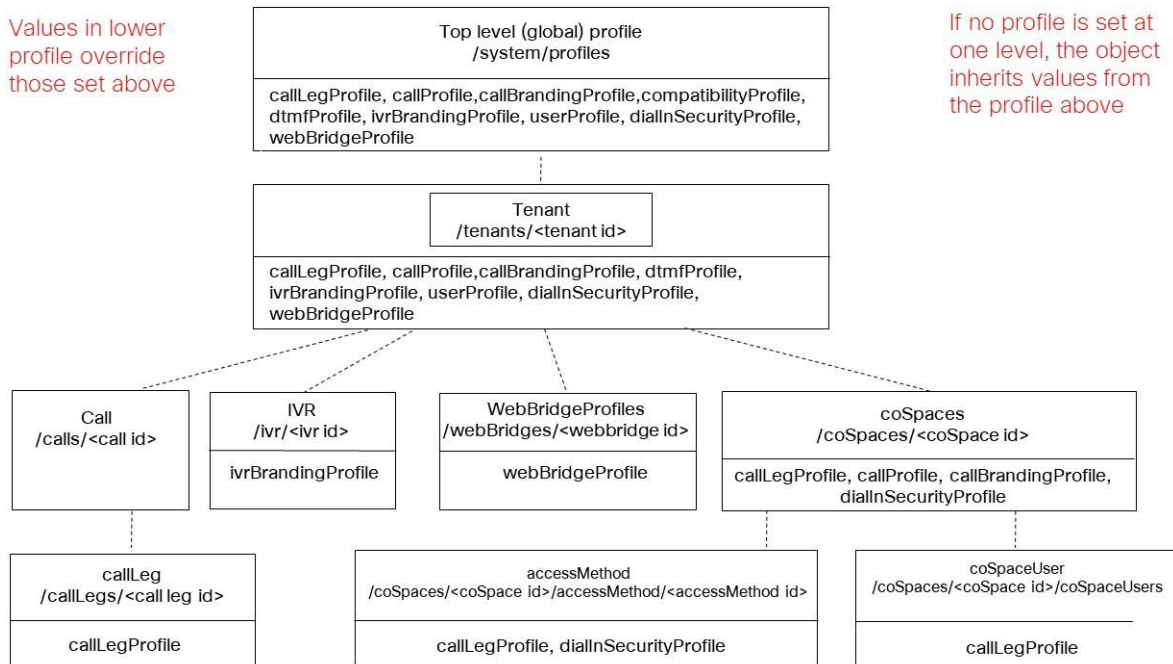 Values in lower
profile override
those set above
Top level (global) profile
/system/profiles
If no profile is set at
one level, the object
inherits values from
the profile above
callLegProfile, callProfile,callBrandingProfile,compatibilityProfile,
dtmfProfile, ivrBrandingProfile, userProfile, dialInSecurityProfile,
webBridgeProfile
Tenant
/tenants/<tenant id>
callLegProfile, callProfile,callBrandingProfile, dtmfProfile,
ivrBrandingProfile, userProfile, dialInSecurityProfile,
webBridgeProfile
Call
/calls/<call id>
IVR
/ivr/<ivr id>
ivrBrandingProfile
WebBridgeProfiles
/webBridges/<webbridge id>
webBridgeProfile
coSpaces
/coSpaces/<coSpace id>
callLegProfile, callProfile, callBrandingProfile,
dialInSecurityProfile
callLeg
/callLegs/<call leg id>
callLegProfile
accessMethod
/coSpaces/<coSpace id>/accessMethod/<accessMethod id>
callLegProfile, dialInSecurityProfile
coSpaceUser
/coSpaces/<coSpace id>/coSpaceUsers
callLegProfile